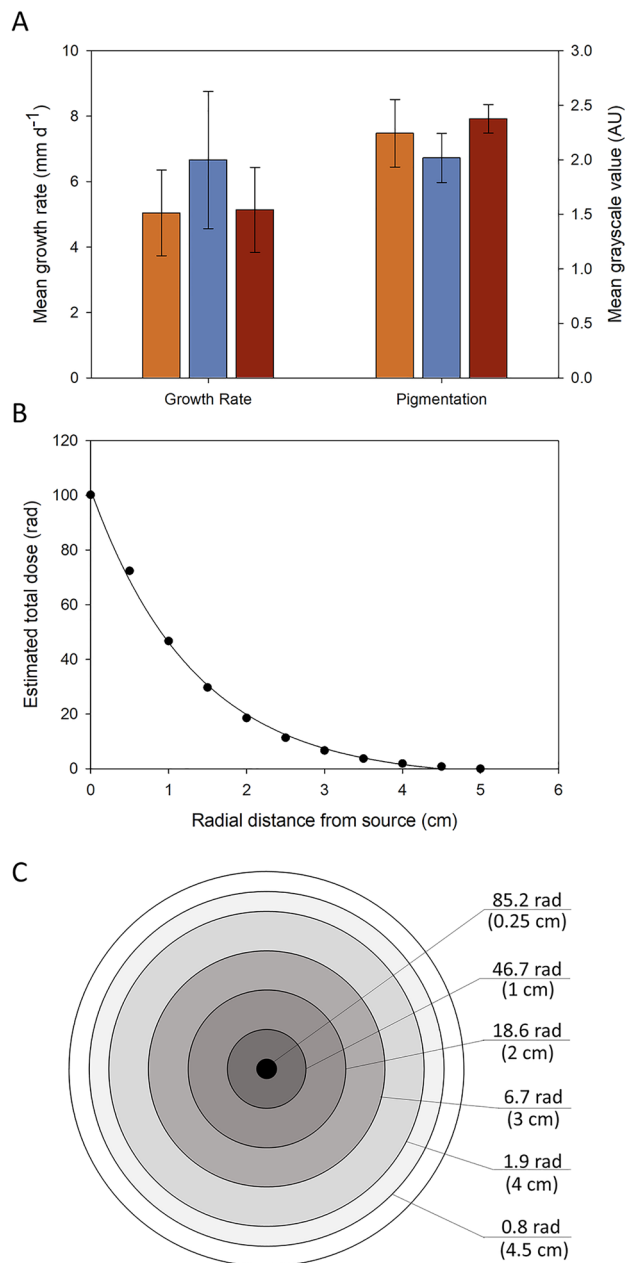 A
Mean growth rate (mm d⁻¹)
10
8
6
4
2
0
3.0
2.5
2.0
1.5
1.0
0.5
0.0
Mean grayscale value (AU)
Growth Rate
Pigmentation
B
Estimated total dose (rad)
120
100
80
60
40
20
0
0
1
2
3
4
5
6
Radial distance from source (cm)
C
85.2 rad
(0.25 cm)
46.7 rad
(1 cm)
18.6 rad
(2 cm)
6.7 rad
(3 cm)
1.9 rad
(4 cm)
0.8 rad
(4.5 cm)